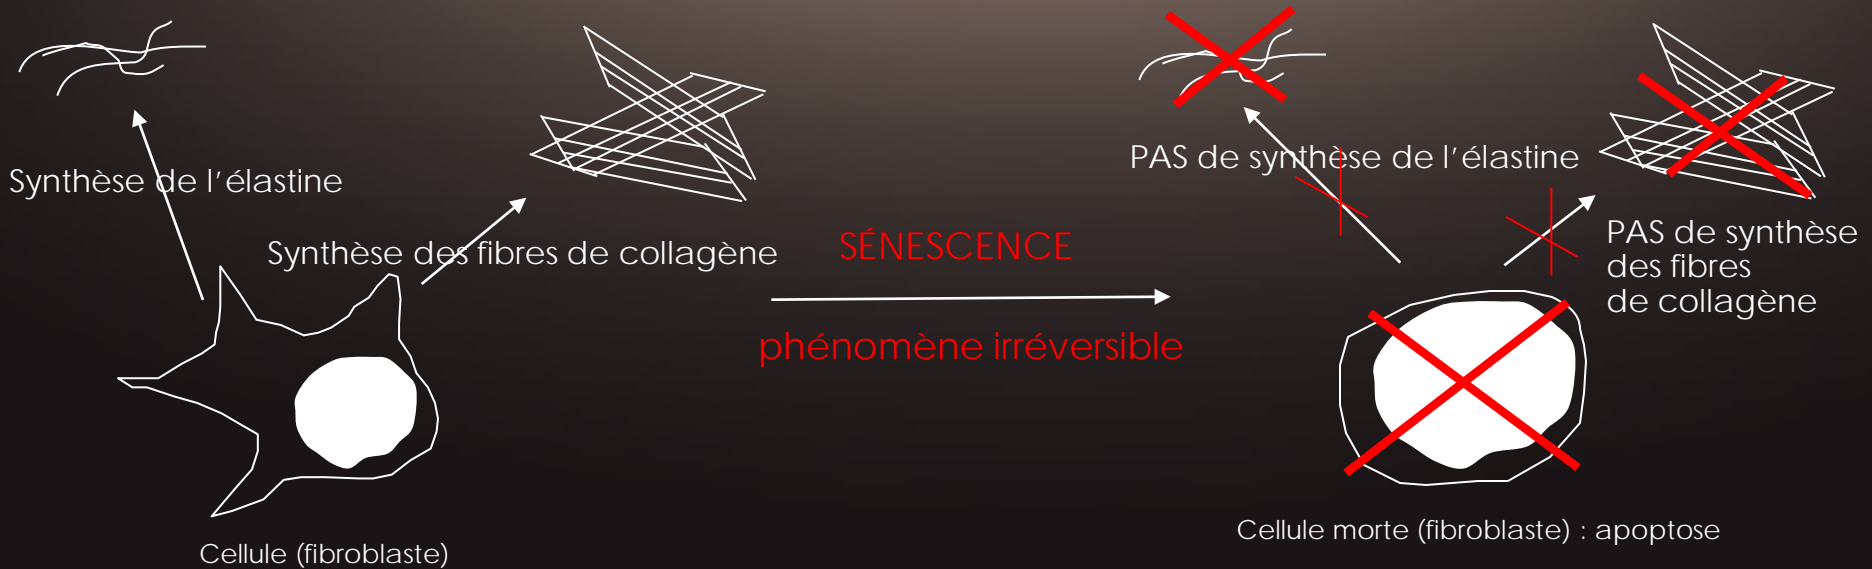 Synthèse de l’élastine
Synthèse des fibres de collagène
Cellule (fibroblaste)
SÉNESCENCE
phénomène irréversible
PAS de synthèse de l’élastine
PAS de synthèse
des fibres
de collagène
Cellule morte (fibroblaste) : apoptose